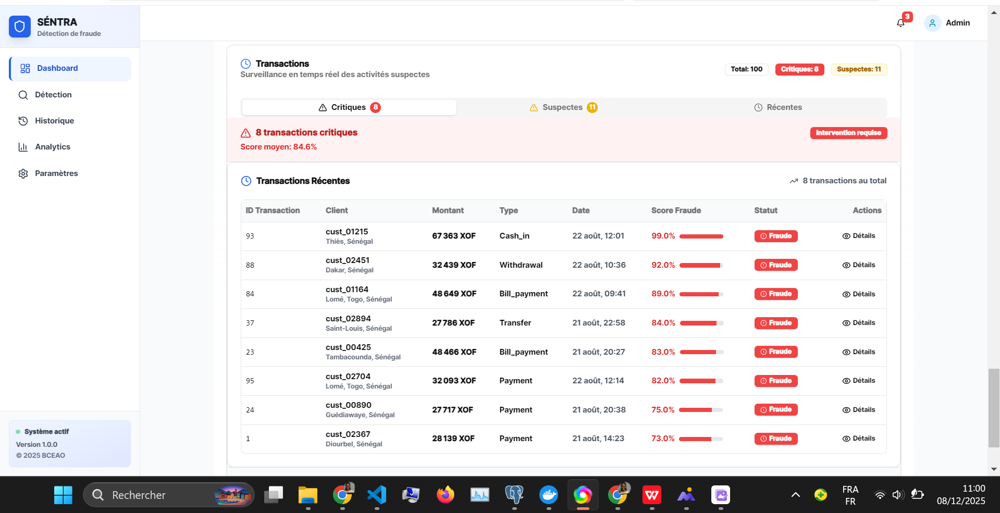 SÉNTRA
Détection de fraude
3
Admin
Dashboard
Détection
Historique
Analytics
Paramètres
Transactions
Surveillance en temps réel des activités suspectes
Total: 100
Critiques: 8
Suspectes: 11
Critiques 8
Suspectes 11
Récentes
8 transactions critiques
Score moyen: 84.6%
Intervention requise
Transactions Récentes
8 transactions au total
ID Transaction Client Montant Type Date Score Fraude Statut Actions
93 cust_01215 67 363 XOF Cash_in 22 août, 12:01 99.0% Fraude Détails
Thiès, Sénégal
88 cust_02451 32 439 XOF Withdrawal 22 août, 10:36 92.0% Fraude Détails
Dakar, Sénégal
84 cust_01164 48 649 XOF Bill_payment 22 août, 09:41 89.0% Fraude Détails
Lomé, Togo, Sénégal
37 cust_02894 27 786 XOF Transfer 21 août, 22:58 84.0% Fraude Détails
Saint-Louis, Sénégal
23 cust_00425 48 466 XOF Bill_payment 21 août, 20:27 83.0% Fraude Détails
Tambacounda, Sénégal
95 cust_02704 32 093 XOF Payment 22 août, 12:14 82.0% Fraude Détails
Lomé, Togo, Sénégal
24 cust_00890 27 717 XOF Payment 21 août, 20:38 75.0% Fraude Détails
Guédiawaye, Sénégal
1 cust_02367 28 139 XOF Payment 21 août, 14:23 73.0% Fraude Détails
Diourbel, Sénégal
Système actif
Version 1.0.0
© 2025 BCEAO
Rechercher
W
FRA
FR
11:00
08/12/2025